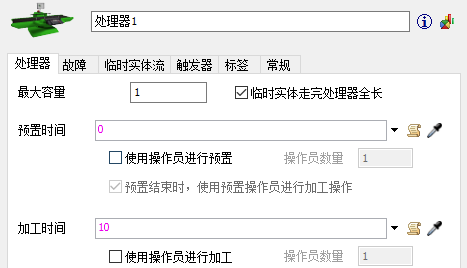 处理器1
处理器 故障 临时实体流 触发器 标签 常规
最大容量 1 临时实体走完处理器全长
预置时间 0
使用操作员进行预置 操作员数量 1
预置结束时，使用预置操作员进行加工操作
加工时间 10
使用操作员进行加工 操作员数量 1